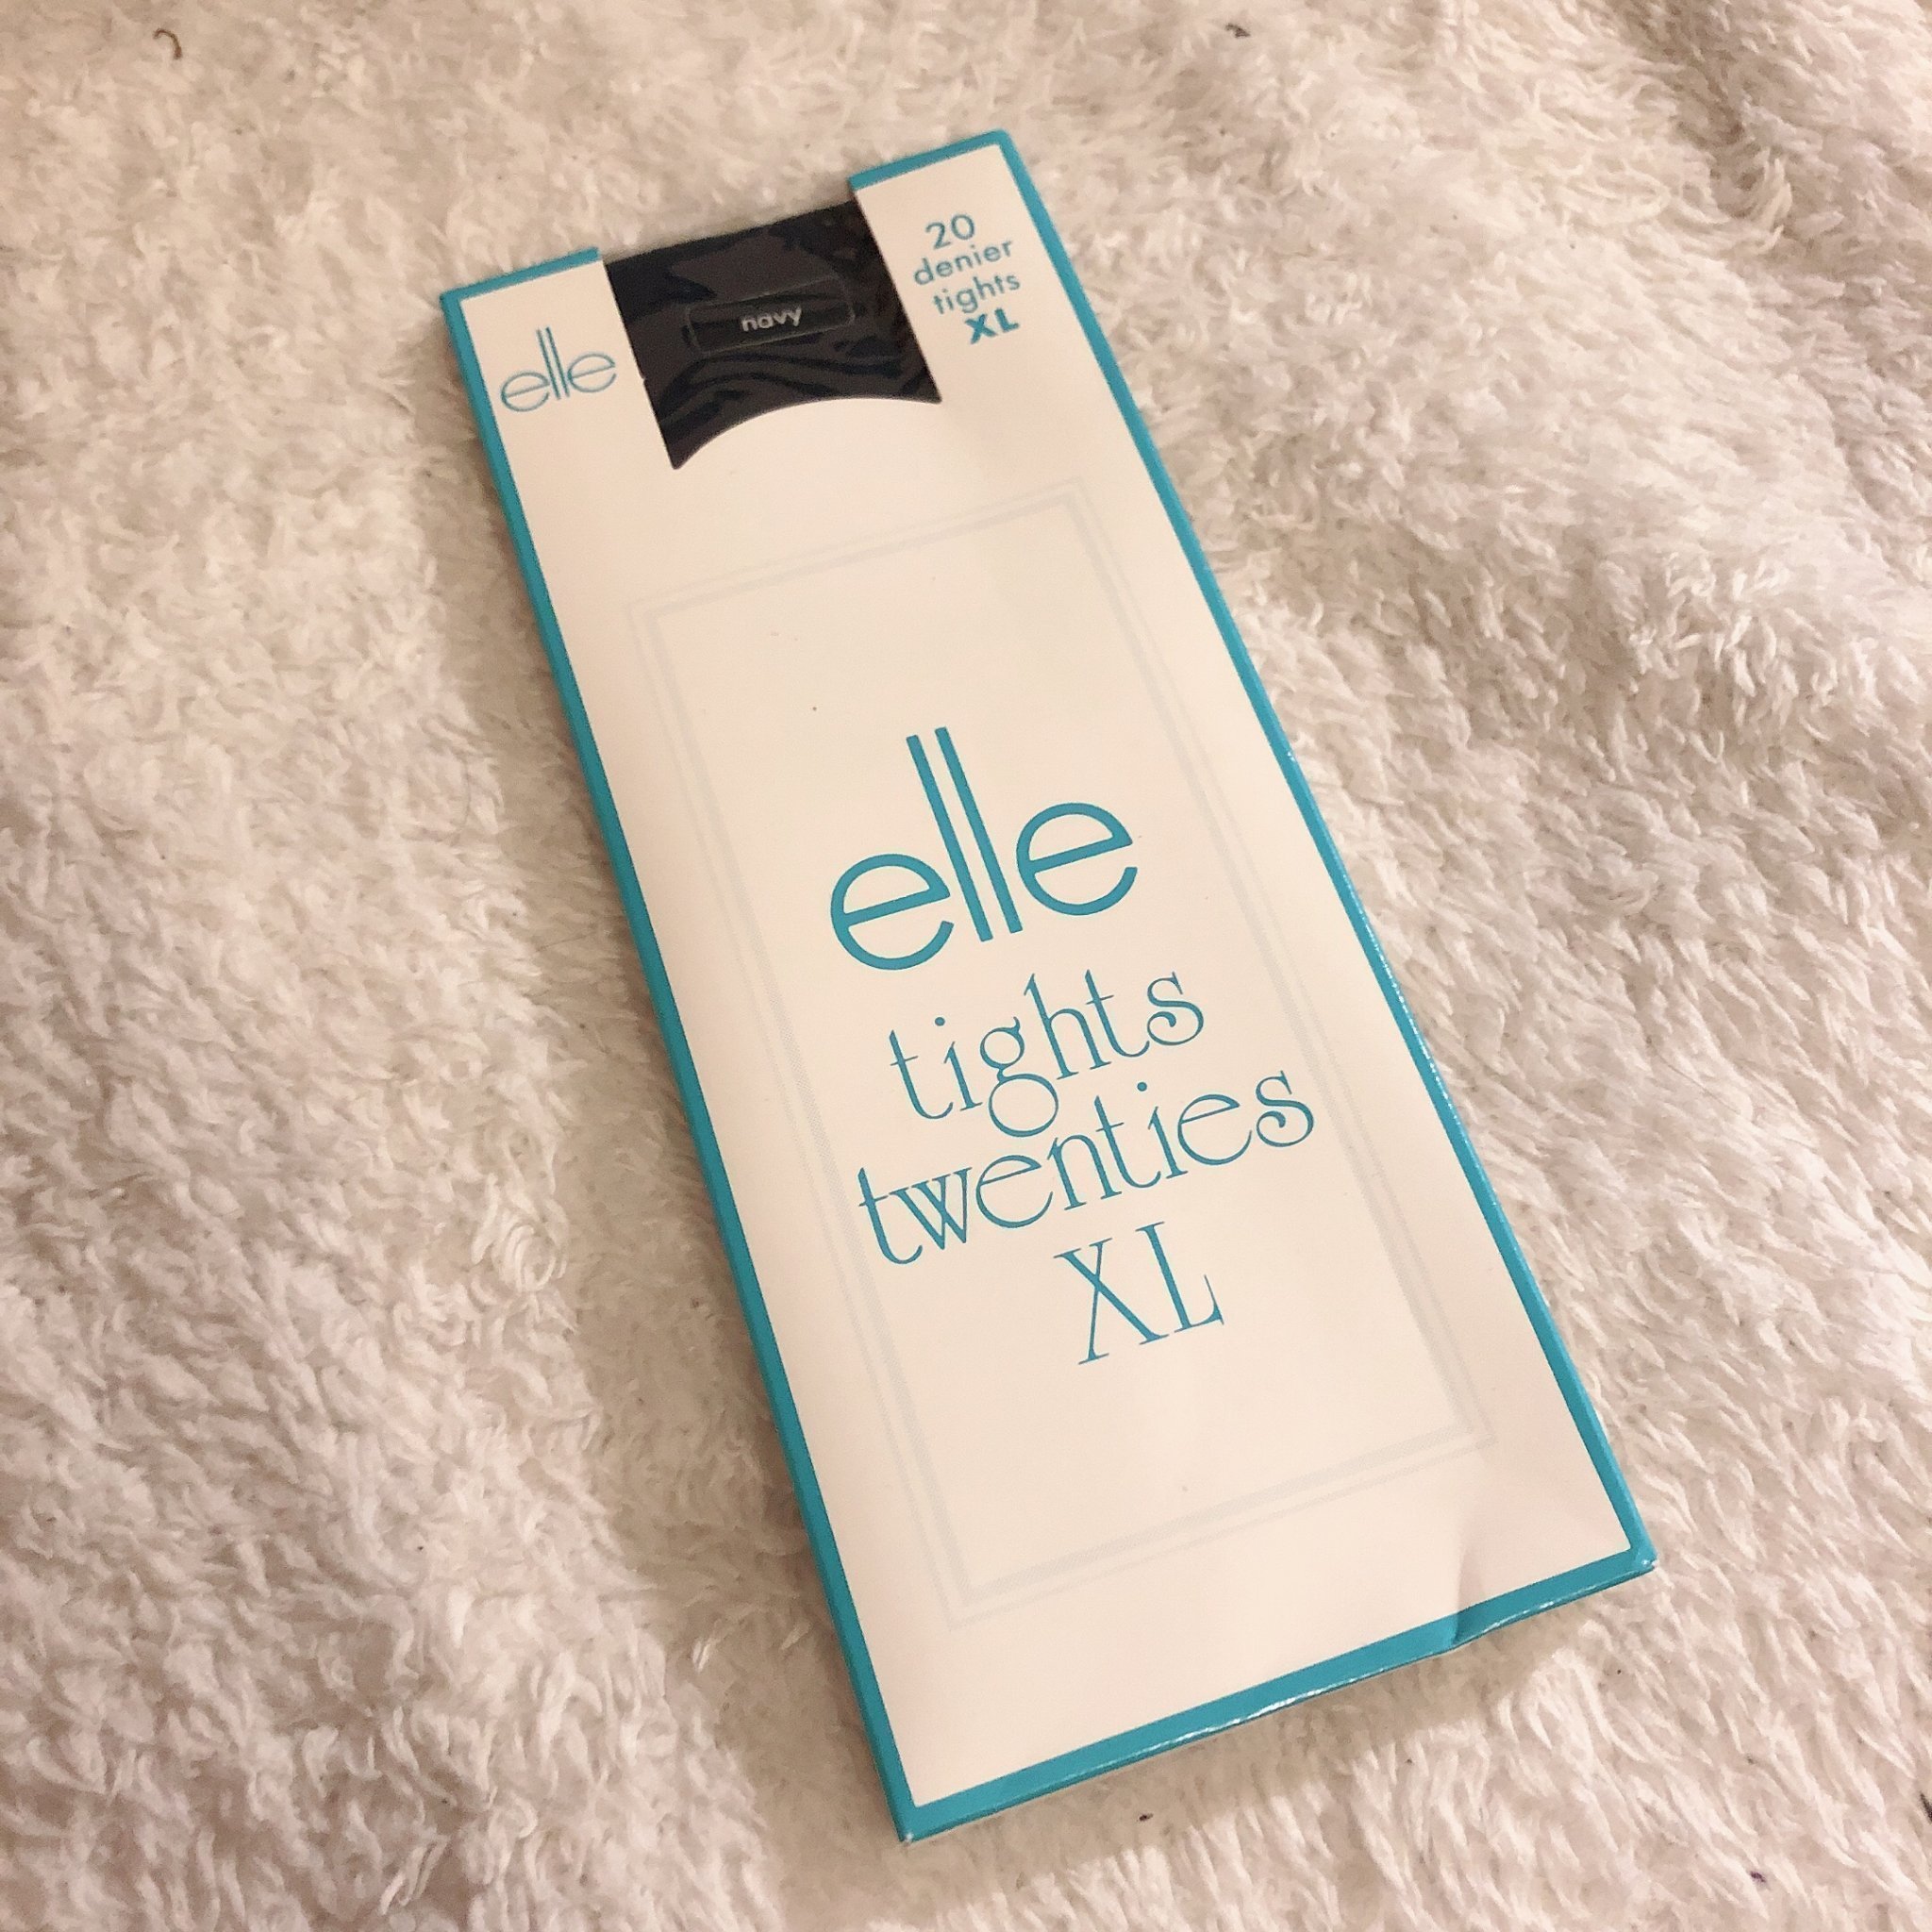 elle
navy
20
denier
tights
XL
elle
tights
twenties
XL